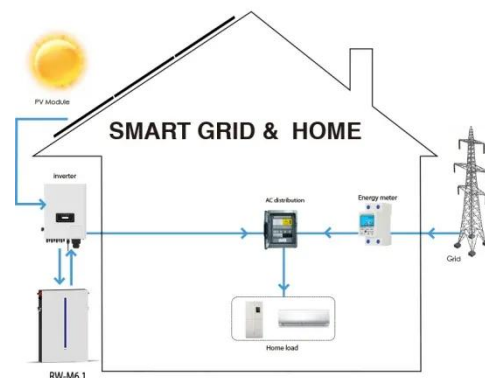 PV Module
SMART GRID & HOME
Inverter
AC distribution
Energy meter
Grid
Home load
RW-M6.1